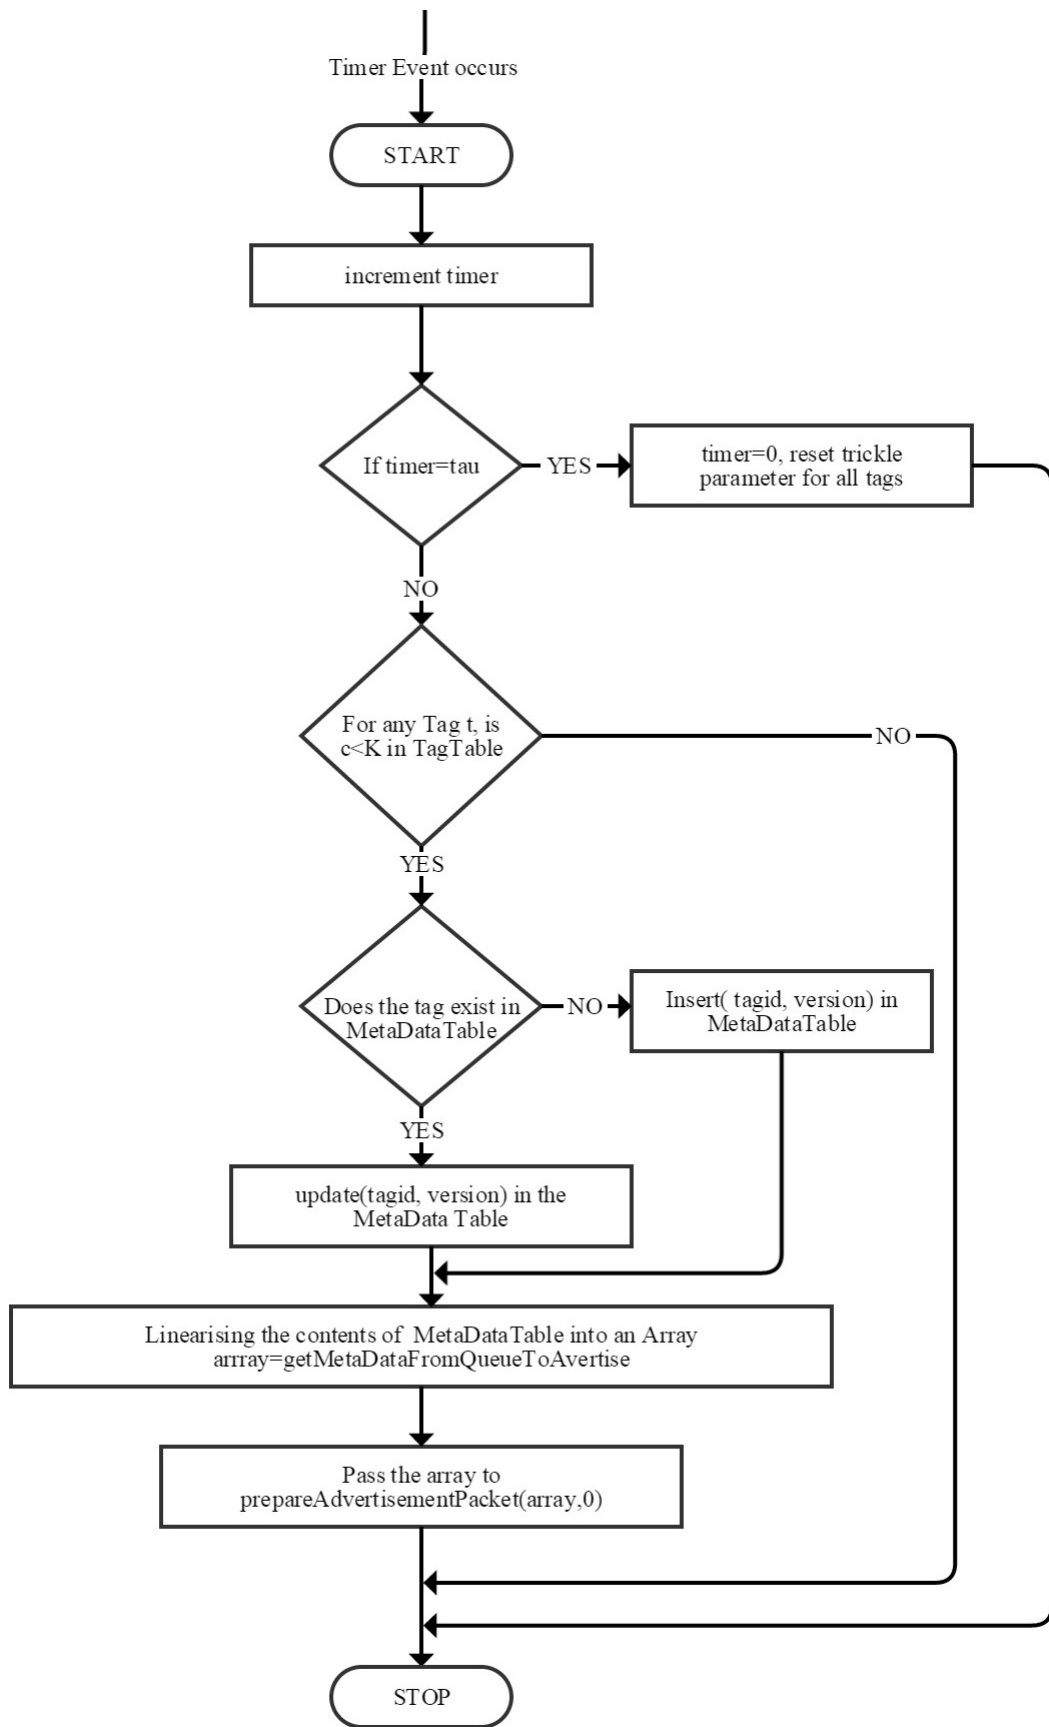 Timer Event occurs
START
increment timer
If timer=tau
YES
timer=0, reset trickle
parameter for all tags
NO
For any Tag t, is
c<K in TagTable
NO
YES
Does the tag exist in
MetaDataTable
NO
Insert( tagid, version) in
MetaDataTable
YES
update(tagid, version) in the
MetaData Table
Linearising the contents of  MetaDataTable into an Array
arrray=getMetaDataFromQueueToAvertise
Pass the array to
prepareAdvertisementPacket(array,0)
STOP